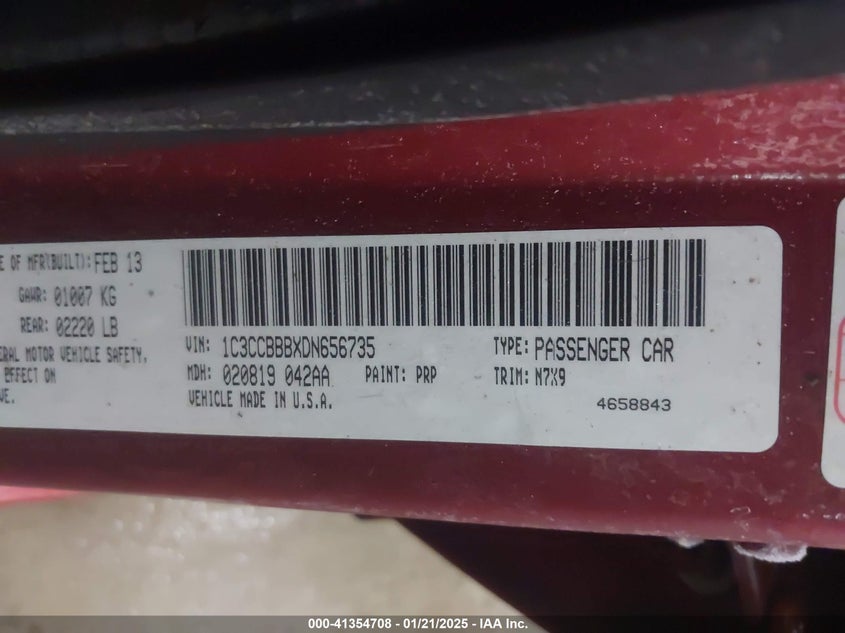 E OF MFR(BUILT): FEB 13
GAWR: 01007 KG
REAR: 02220 LB
ERAL MOTOR VEHICLE SAFETY,
EFFECT ON
VE.
VIN: 1C3CCBBBXDN656735
TYPE: PASSENGER CAR
MDH: 020819 042AA
PAINT: PRP
TRIM: N7X9
VEHICLE MADE IN U.S.A.
4658843
000-41354708 - 01/21/2025 - IAA Inc.